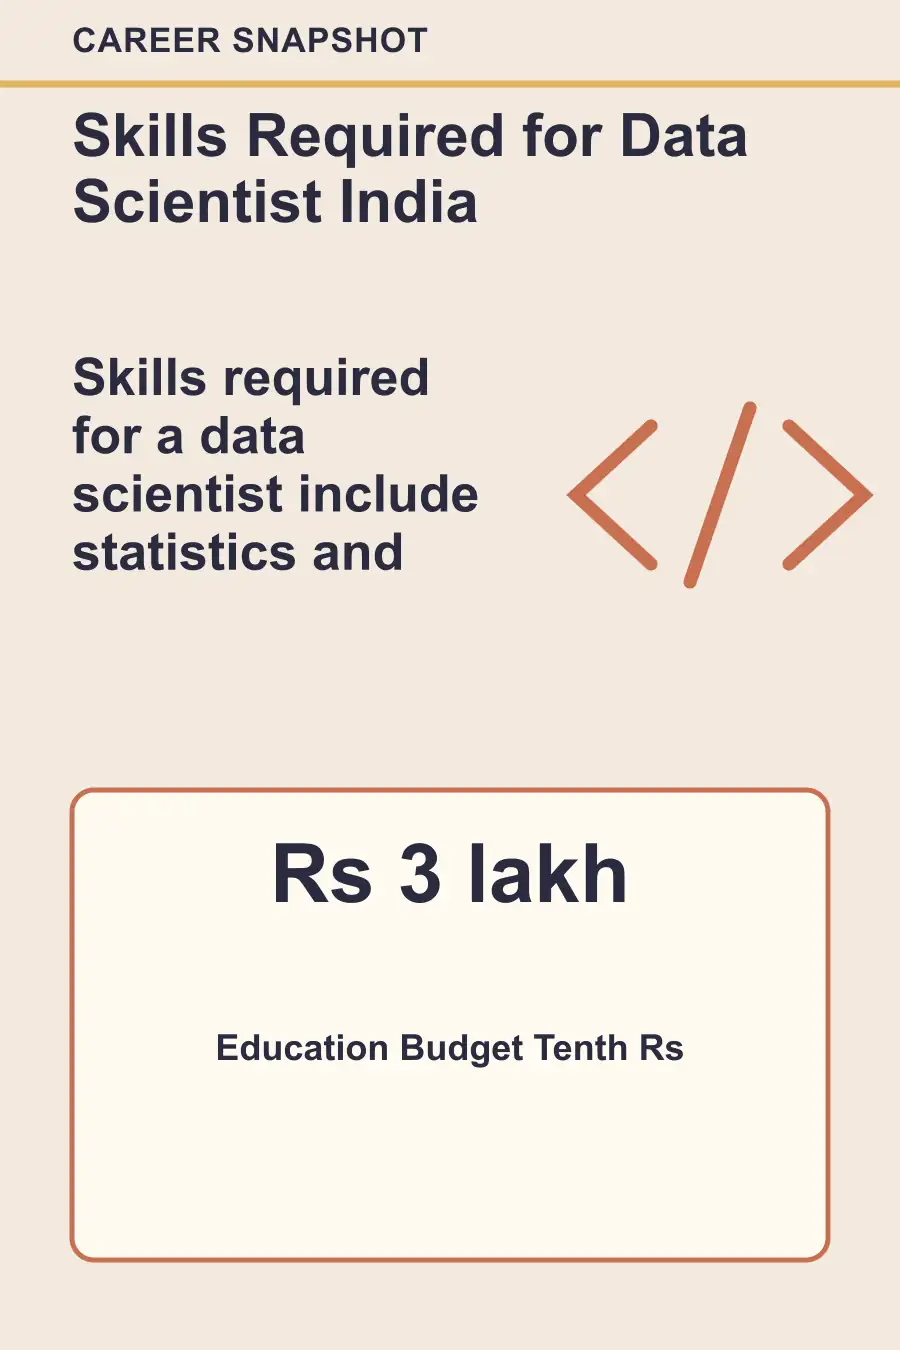 CAREER SNAPSHOT
Skills Required for Data
Scientist India
Skills required
for a data
scientist include
statistics and
Rs 3 lakh
Education Budget Tenth Rs